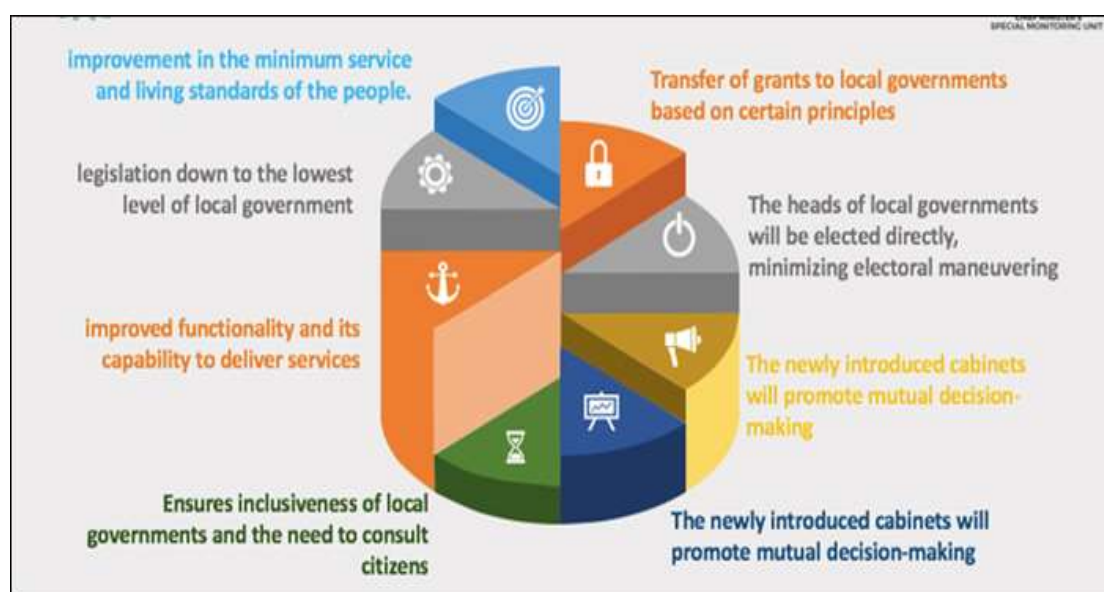 SPECIAL MONITORING UNIT
improvement in the minimum service
and living standards of the people.
Transfer of grants to local governments
based on certain principles
legislation down to the lowest
level of local government
The heads of local governments
will be elected directly,
minimizing electoral maneuvering
improved functionality and its
capability to deliver services
The newly introduced cabinets
will promote mutual decision-
making
Ensures inclusiveness of local
governments and the need to consult
citizens
The newly introduced cabinets will
promote mutual decision-making